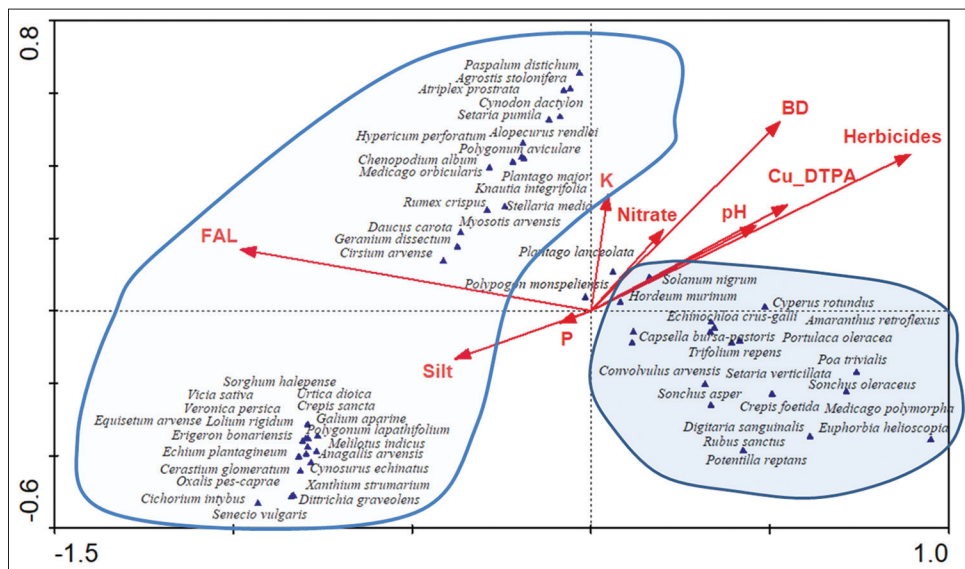 0.8
Paspalum distichum
Agrostis stolonifera
Atriplex prostrata
Cynodon dactylon
Setaria pumila
BD
Hypericum perforatum Alopecurus rendlei
Herbicides
Polygonum aviculare
Chenopodium album
Medicago orbicularis
Plantago major
Cu_DTPA
K
Knautia integrifolia
Rumex crispus
Stellaria media
Nitrate
pH
Myosotis arvensis
Daucus carota
FAL
Geranium dissectum
Cirsium arvense
Plantago lanceolata
Polypogon monspeliensis
Solanum nigrum
Hordeum murinum
Cyperus rotundus
Echinochloa crus-galli
Amaranthus retroflexus
P
Capsella bursa-pastoris
Portulaca oleracea
Trifolium repens
Silt
Poa trivialis
Convolvulus arvensis
Setaria verticillata
Sonchus oleraceus
Sorghum halepense
Sonchus asper
Vicia sativa
Urtica dioica
Crepis foetida
Medicago polymorpha
Veronica persica
Crepis sancta
Equisetum arvense Lolium rigidum
Galium aparine
Digitaria sanguinalis
Euphorbia helioscopia
Erigeron bonariensis
Polygonum lapathifolium
Rubus sanctus
Melilotus indicus
Echium plantagineum
Anagallis arvensis
Potentilla reptans
Cerastium glomeratum
Cynosurus echinatus
Oxalis pes-caprae
Xanthium strumarium
Cichorium intybus
Dittrichia graveolens
Senecio vulgaris
-0.6
-1.5
1.0